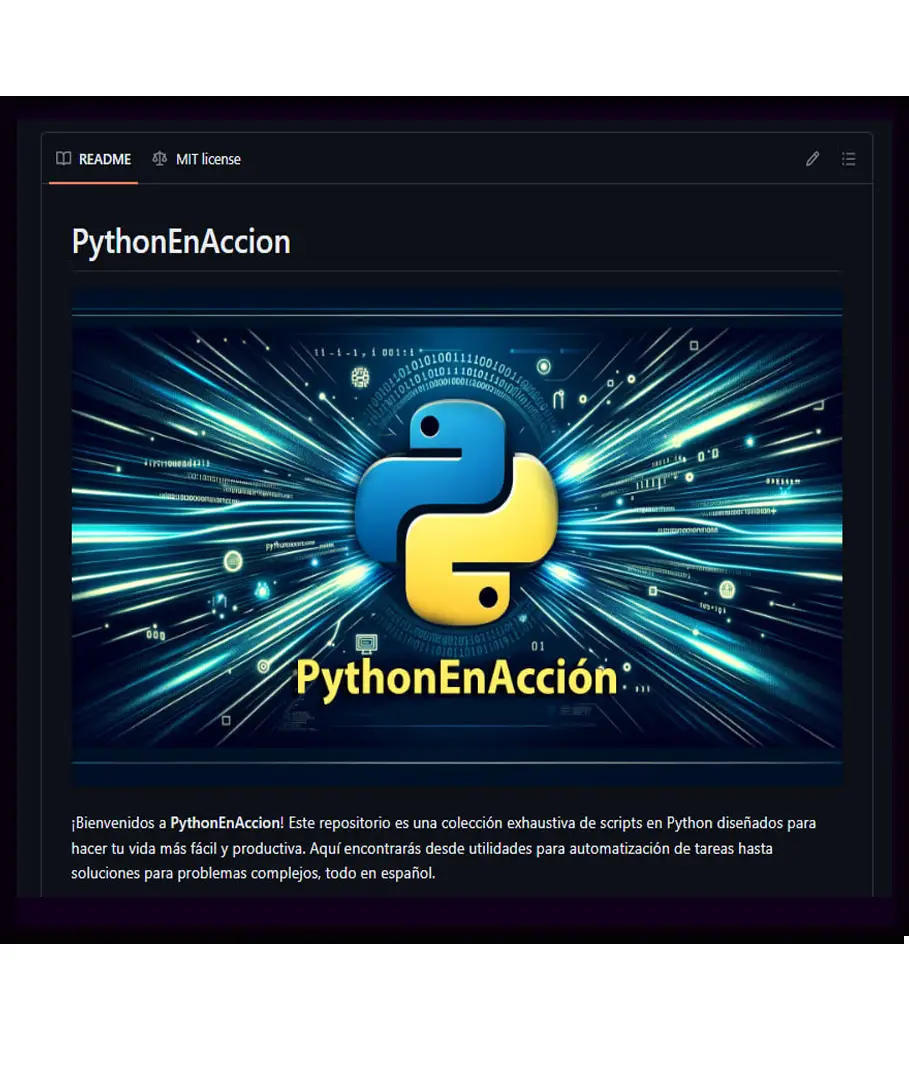 README
MIT license
PythonEnAccion
PythonEnAcción
¡Bienvenidos a PythonEnAccion! Este repositorio es una colección exhaustiva de scripts en Python diseñados para
hacer tu vida más fácil y productiva. Aquí encontrarás desde utilidades para automatización de tareas hasta
soluciones para problemas complejos, todo en español.